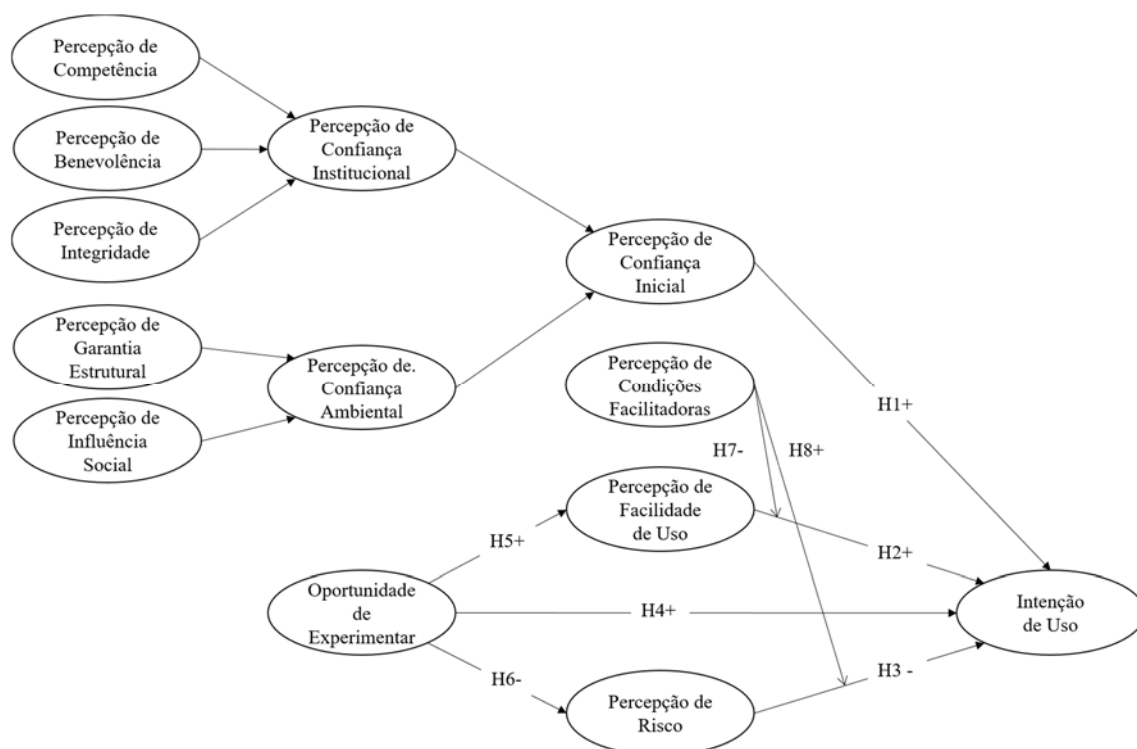 Percepção de
Competência
Percepção de
Benevolência
Percepção de
Integridade
Percepção de
Garantia
Estrutural
Percepção de
Influência
Social
Percepção de
Confiança
Institucional
Percepção de.
Confiança
Ambiental
Percepção de
Confiança
Inicial
Percepção de
Condições
Facilitadoras
H1+
H7-
H8+
Percepção de
Facilidade
de Uso
H5+
H2+
Oportunidade
de
Experimentar
H4+
Intenção
de Uso
H6-
H3 -
Percepção de
Risco